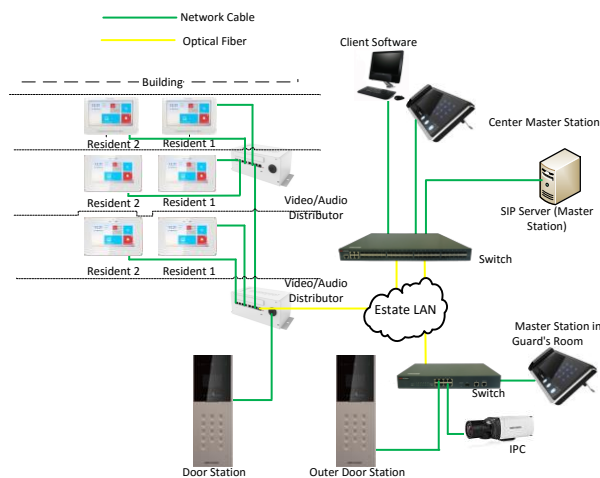 Network Cable
Optical Fiber
Client Software
Building
Center Master Station
Resident 2
Resident 1
Resident 2
Resident 1
Video/Audio
Distributor
SIP Server (Master
Station)
Switch
Resident 2
Resident 1
Video/Audio
Distributor
Estate LAN
Master Station in
Guard's Room
Switch
IPC
Door Station
Outer Door Station